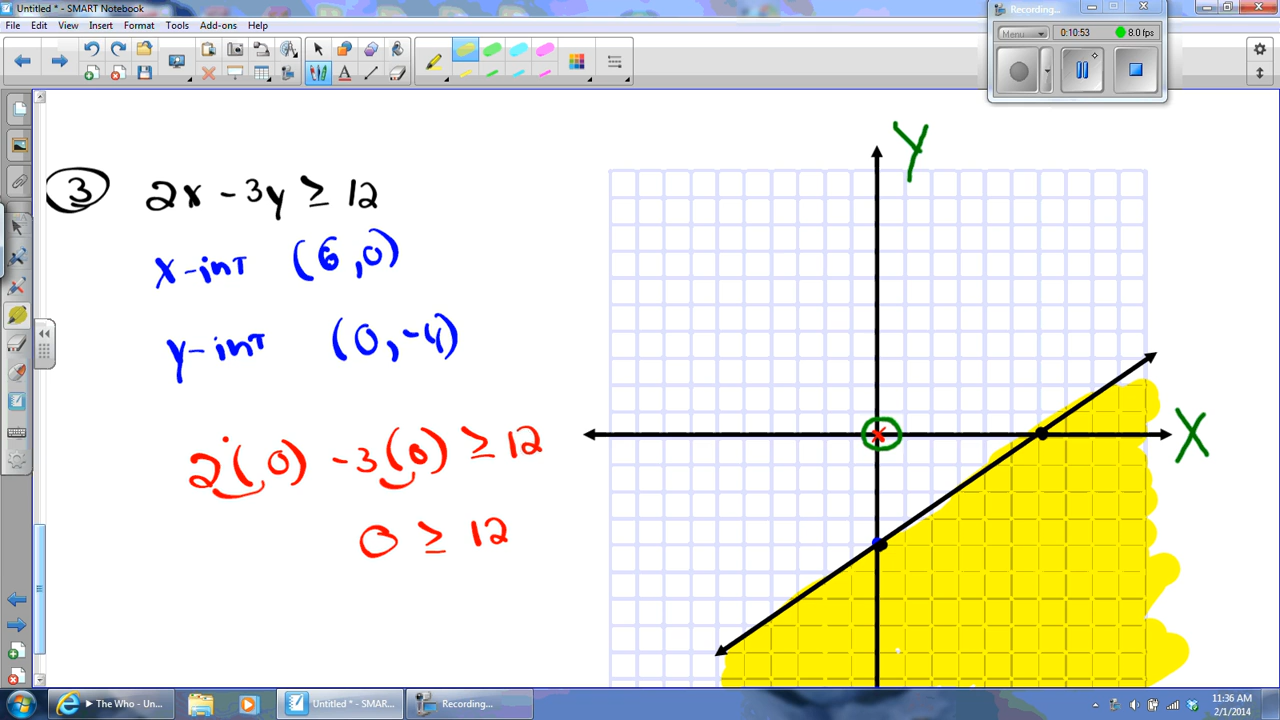 Untitled * - SMART Notebook
File Edit View Insert Format Tools Add-ons Help
Recording...
Menu 0:10:53 8.0 fps
3 2x - 3y ≥ 12
x-int (6,0)
y-int (0,-4)
2(0) -3(0) ≥ 12
0 ≥ 12
Y
X
The Who - Un... Untitled * - SMAR... Recording...
11:36 AM
2/1/2014